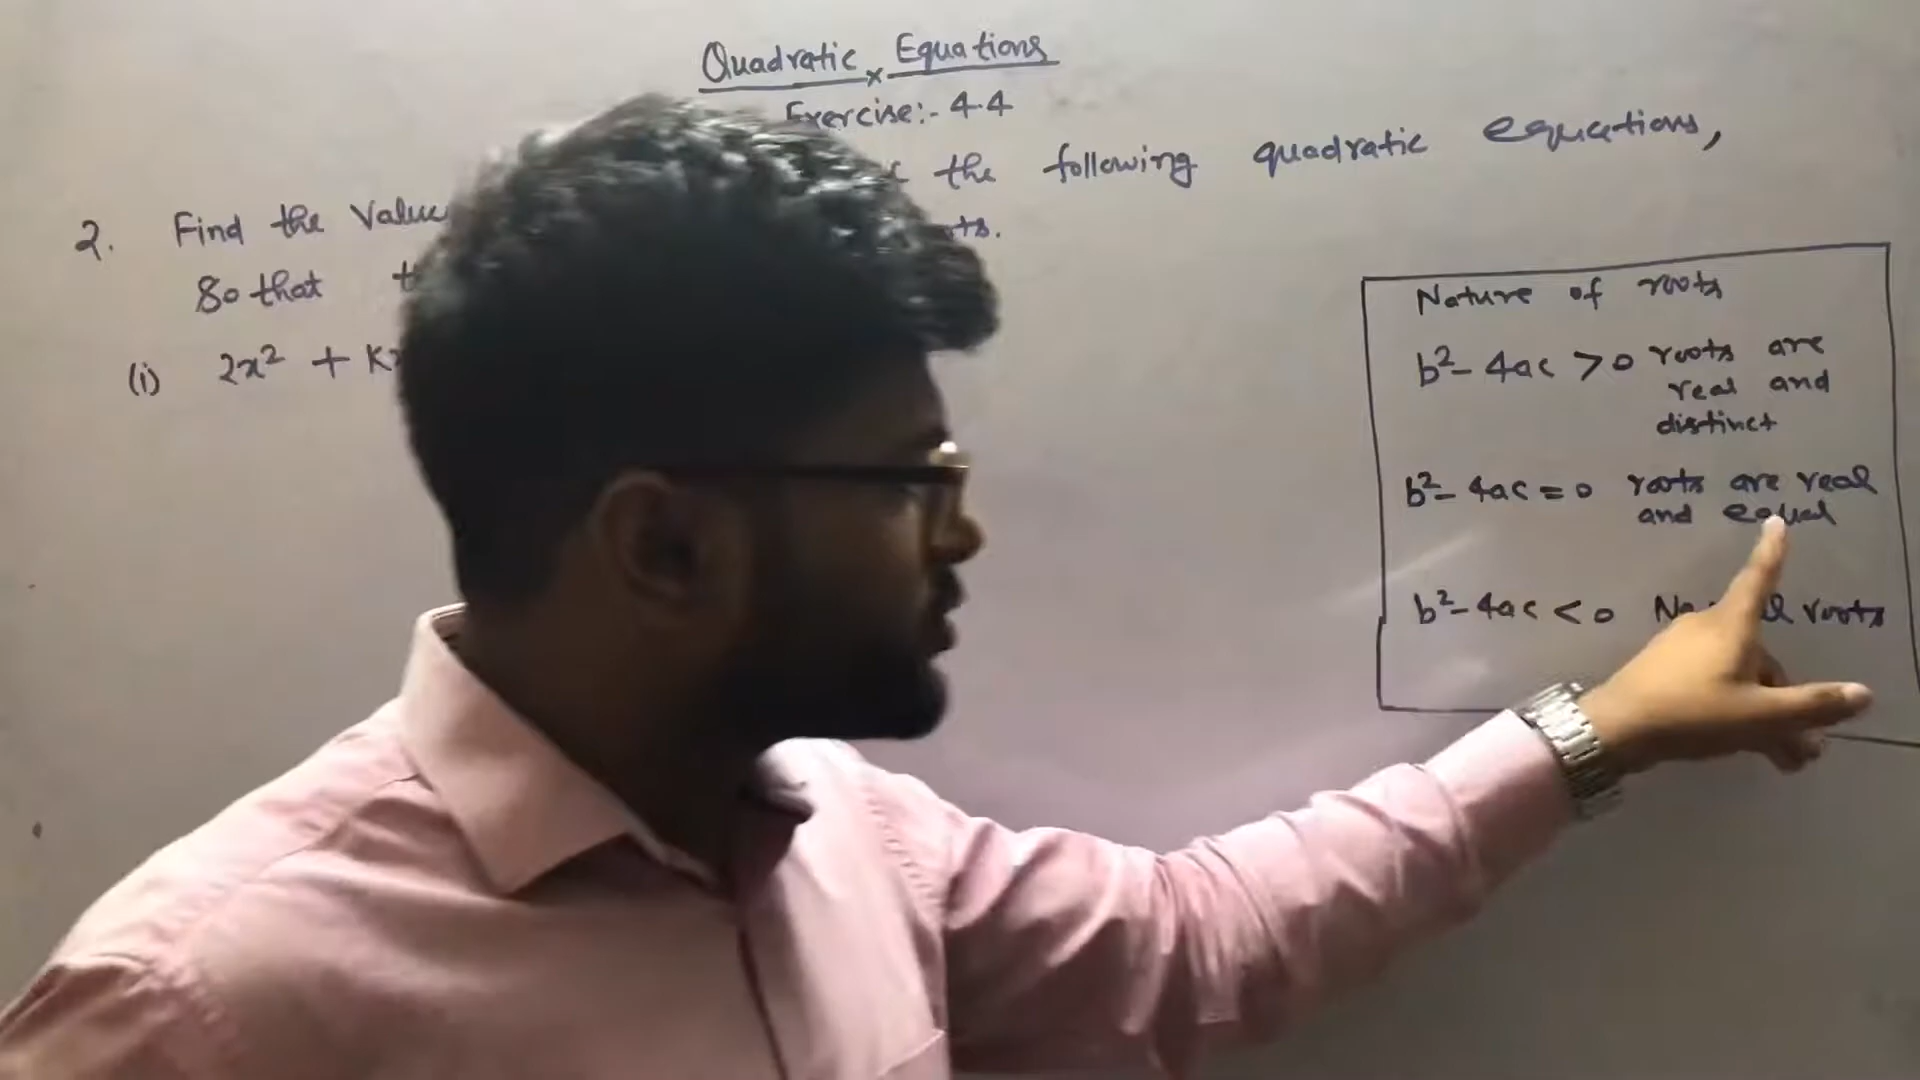 Quadratic Equations
Exercise:- 4.4
2. Find the Value the following quadratic equations,
So that
(i) 2x² + K
Nature of roots
b²- 4ac > 0 roots are
real and
distinct
b²- 4ac = 0 roots are real
and equal
b²- 4ac < 0 roots